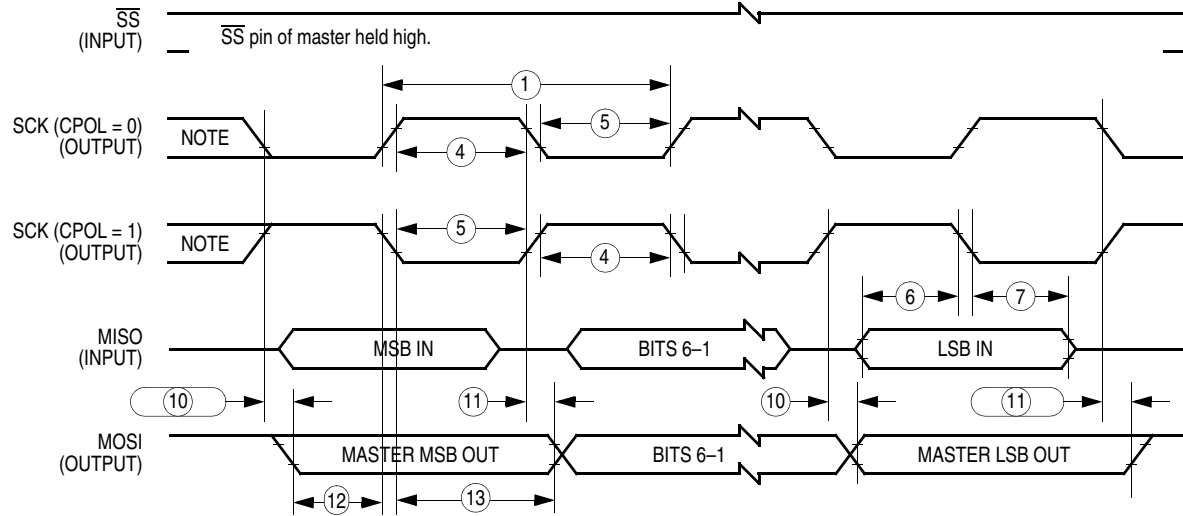 SS
(INPUT)
SS pin of master held high.
1
SCK (CPOL = 0)
(OUTPUT)
NOTE
5
4
SCK (CPOL = 1)
(OUTPUT)
NOTE
5
4
6
7
MISO
(INPUT)
MSB IN
BITS 6–1
LSB IN
10
11
10
11
MOSI
(OUTPUT)
MASTER MSB OUT
BITS 6–1
MASTER LSB OUT
12
13